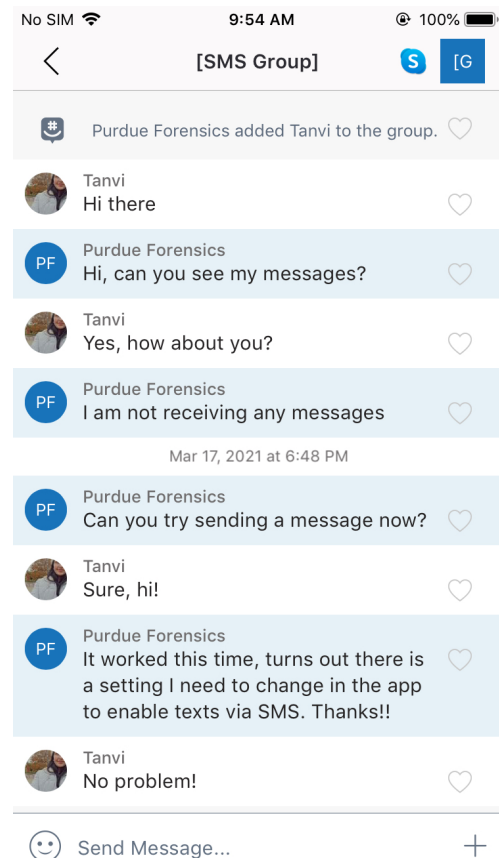 No SIM 9:54 AM 100%
[SMS Group] S [G
# Purdue Forensics added Tanvi to the group.
Tanvi
Hi there
PF Purdue Forensics
Hi, can you see my messages?
Tanvi
Yes, how about you?
PF Purdue Forensics
I am not receiving any messages
Mar 17, 2021 at 6:48 PM
PF Purdue Forensics
Can you try sending a message now?
Tanvi
Sure, hi!
PF Purdue Forensics
It worked this time, turns out there is
a setting I need to change in the app
to enable texts via SMS. Thanks!!
Tanvi
No problem!
Send Message...